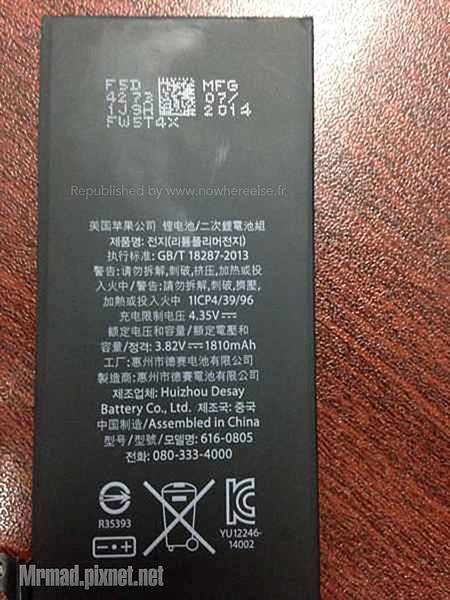 F5D MFG
4273 07/
1J9H 2014
FW5T4X
Republished by www.nowhereelse.fr
美国苹果公司 锂电池/二次鋰電池組
제품명: 전지(리튬폴리머전지)
执行标准: GB/T 18287-2013
警告: 请勿拆解,刺破,挤压,加热或投
入火中/ 警告: 請勿拆解,刺破,擠壓,
加熱或投入火中 1ICP4/39/96
充电限制电压 4.35V⎓
额定电压和容量/額定電壓和
容量/정격: 3.82V⎓1810mAh
工厂: 惠州市德赛电池有限公司
製造商: 惠州市德賽電池有限公司
제조업체: Huizhou Desay
Battery Co., Ltd. 제조국: 중국
中国制造/Assembled in China
型号/型號/모델명: 616-0805
전화: 080-333-4000
R35393
YU12246-
14002
Mrmad.pixnet.net